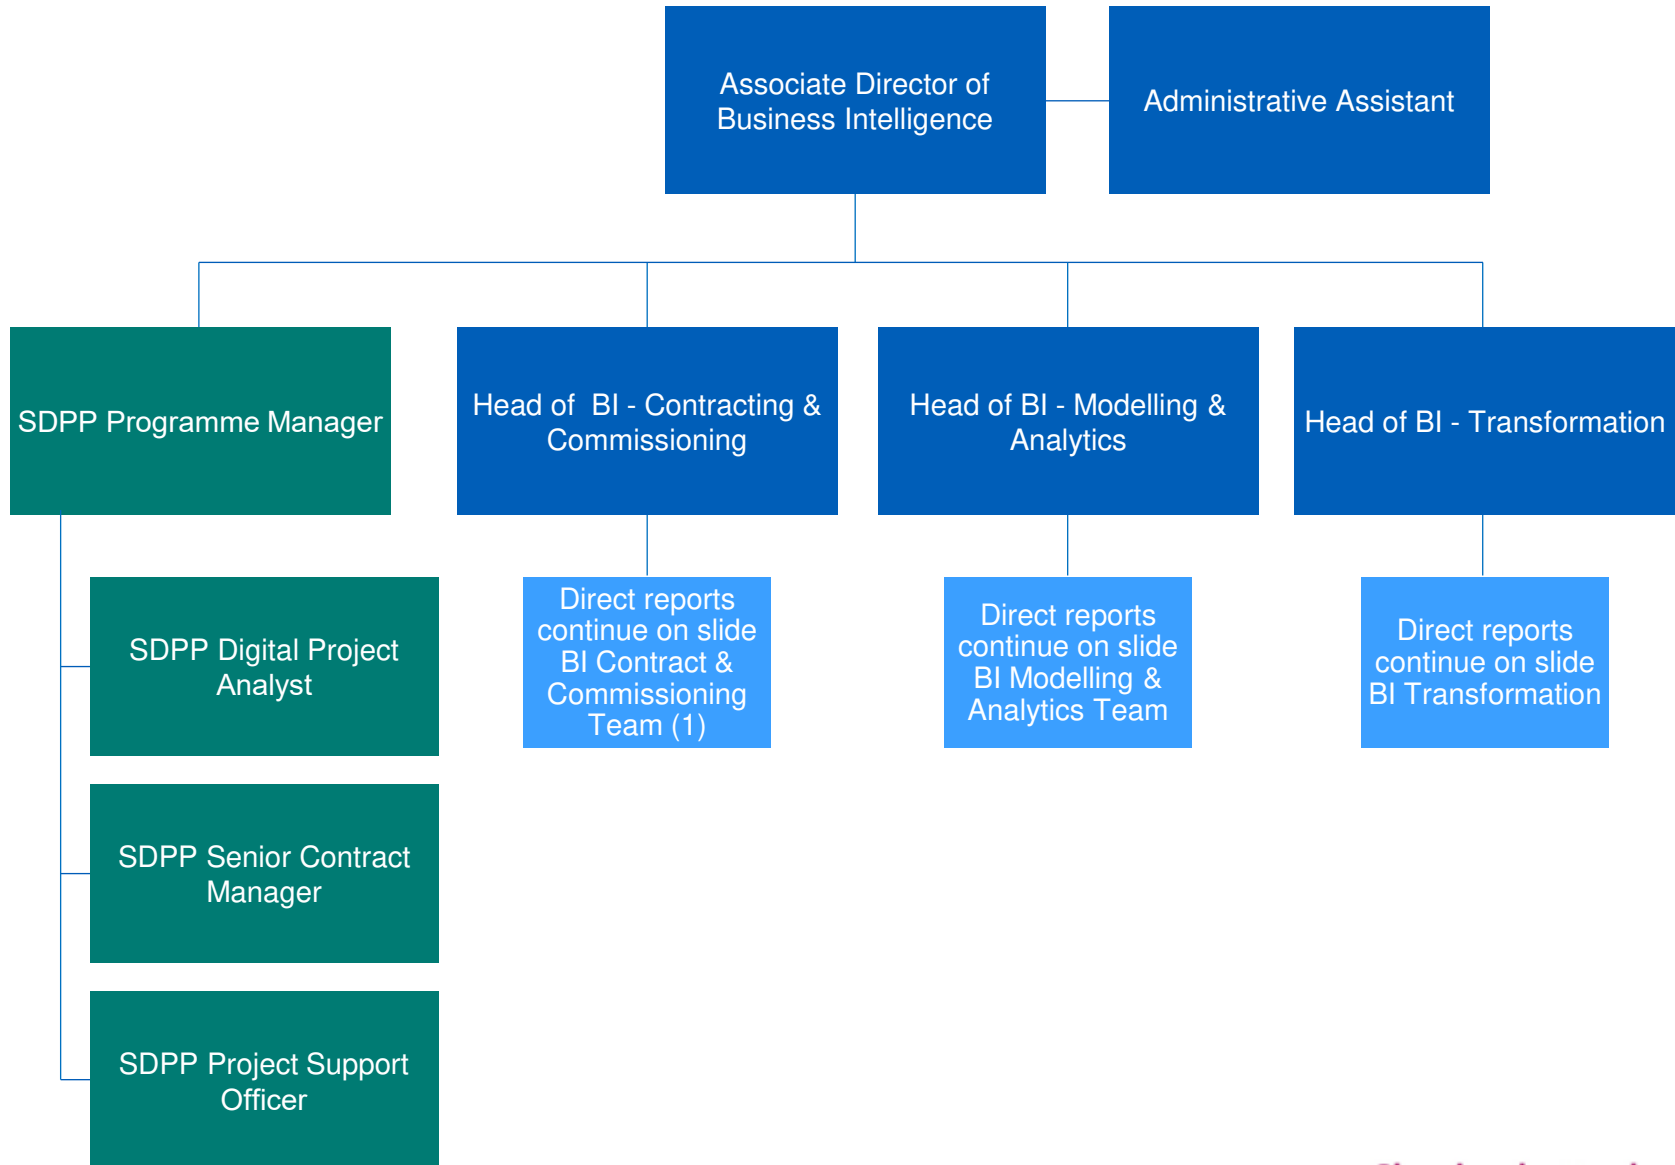 Associate Director of
Business Intelligence
Administrative Assistant
SDPP Programme Manager
Head of BI - Contracting &
Commissioning
Head of BI - Modelling &
Analytics
Head of BI - Transformation
SDPP Digital Project
Analyst
Direct reports
continue on slide
BI Contract &
Commissioning
Team (1)
Direct reports
continue on slide
BI Modelling &
Analytics Team
Direct reports
continue on slide
BI Transformation
SDPP Senior Contract
Manager
SDPP Project Support
Officer